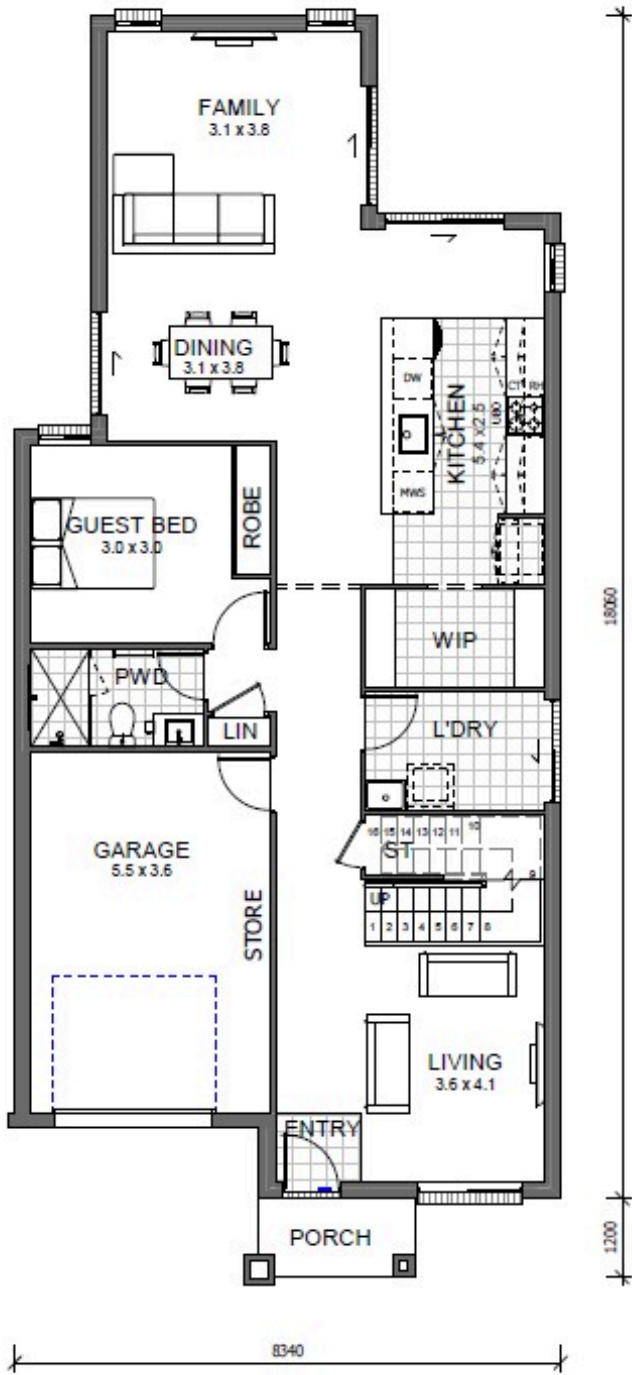 FAMILY
3.1 x 3.8
DINING
3.1 x 3.8
DW
MWS
KITCHEN
5.4 x 2.5
UBO
CT RH
GUEST BED
3.0 x 3.0
ROBE
WIP
PWD
LIN
L'DRY
GARAGE
5.5 x 3.6
STORE
16 15 14 13 12 11 10
ST
9
UP
1 2 3 4 5 6 7 8
LIVING
3.6 x 4.1
ENTRY
PORCH
18060
1200
8340